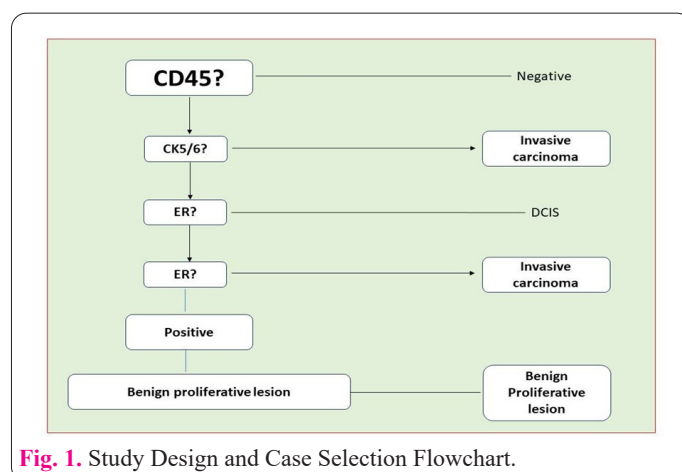 CD45?
Negative
CK5/6?
Invasive
carcinoma
ER?
DCIS
ER?
Invasive
carcinoma
Positive
Benign proliferative lesion
Benign
Proliferative
lesion
Fig. 1. Study Design and Case Selection Flowchart.